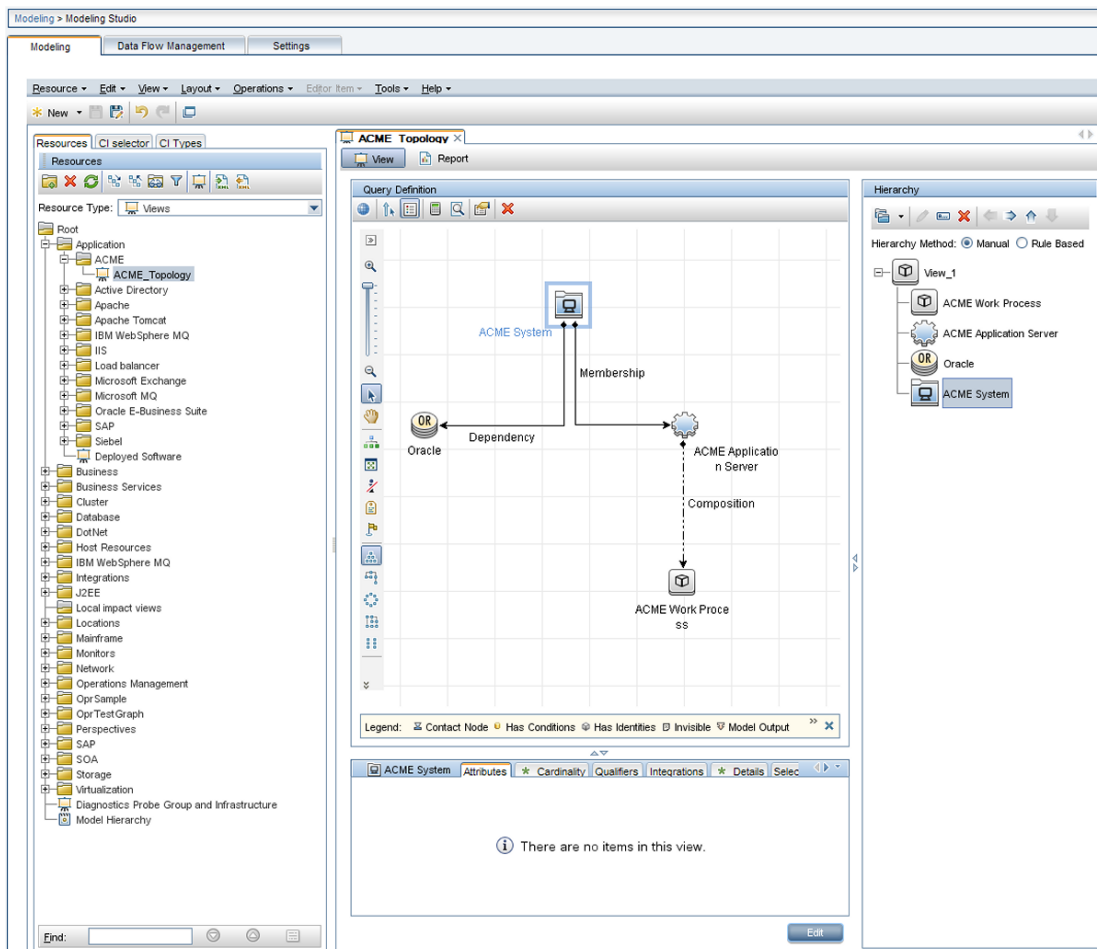 Modeling > Modeling Studio
Modeling
Data Flow Management
Settings
Resource Edit View Layout Operations Editor Item Tools Help
New
Resources CI selector CI Types
Resources
Resource Type: Views
Root
Application
ACME
ACME_Topology
Active Directory
Apache
Apache Tomcat
IBM WebSphere MQ
IIS
Load balancer
Microsoft Exchange
Microsoft MQ
Oracle E-Business Suite
SAP
Siebel
Deployed Software
Business
Business Services
Cluster
Database
DotNet
Host Resources
IBM WebSphere MQ
Integrations
J2EE
Local impact views
Locations
Mainframe
Monitors
Network
Operations Management
OprSample
OprTestGraph
Perspectives
SAP
SOA
Storage
Virtualization
Diagnostics Probe Group and Infrastructure
Model Hierarchy
Find:
ACME_Topology
View Report
Query Definition
ACME System
Membership
OR
Oracle
Dependency
ACME Applicatio
n Server
Composition
ACME Work Proce
ss
Legend: Contact Node Has Conditions Has Identities Invisible Model Output
ACME System Attributes Cardinality Qualifiers Integrations Details Selec
There are no items in this view.
Edit
Hierarchy
Hierarchy Method: Manual Rule Based
View_1
ACME Work Process
ACME Application Server
OR
Oracle
ACME System